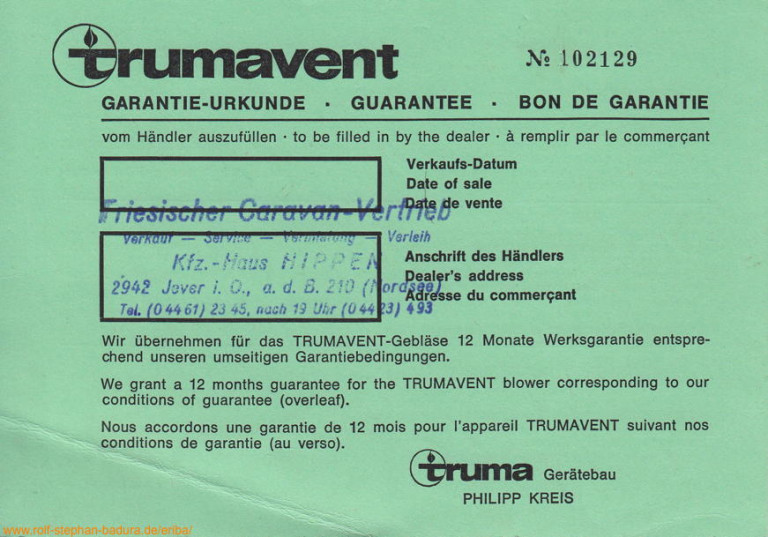 trumavent
№ 102129
GARANTIE-URKUNDE · GUARANTEE · BON DE GARANTIE
vom Händler auszufüllen · to be filled in by the dealer · à remplir par le commerçant
Verkaufs-Datum
Date of sale
Date de vente
Friesischer Caravan-Vertrieb
Verkauf — Service — Vermietung — Verleih
Kfz.-Haus HIPPEN
2942 Jever i. O., a. d. B. 210 (Nordsee)
Tel. (0 44 61) 23 45, nach 19 Uhr (0 44 23) 493
Anschrift des Händlers
Dealer's address
Adresse du commerçant
Wir übernehmen für das TRUMAVENT-Gebläse 12 Monate Werksgarantie entspre-
chend unseren umseitigen Garantiebedingungen.
We grant a 12 months guarantee for the TRUMAVENT blower corresponding to our
conditions of guarantee (overleaf).
Nous accordons une garantie de 12 mois pour l'appareil TRUMAVENT suivant nos
conditions de garantie (au verso).
truma Gerätebau
PHILIPP KREIS
www.rolf-stephan-badura.de/eriba/